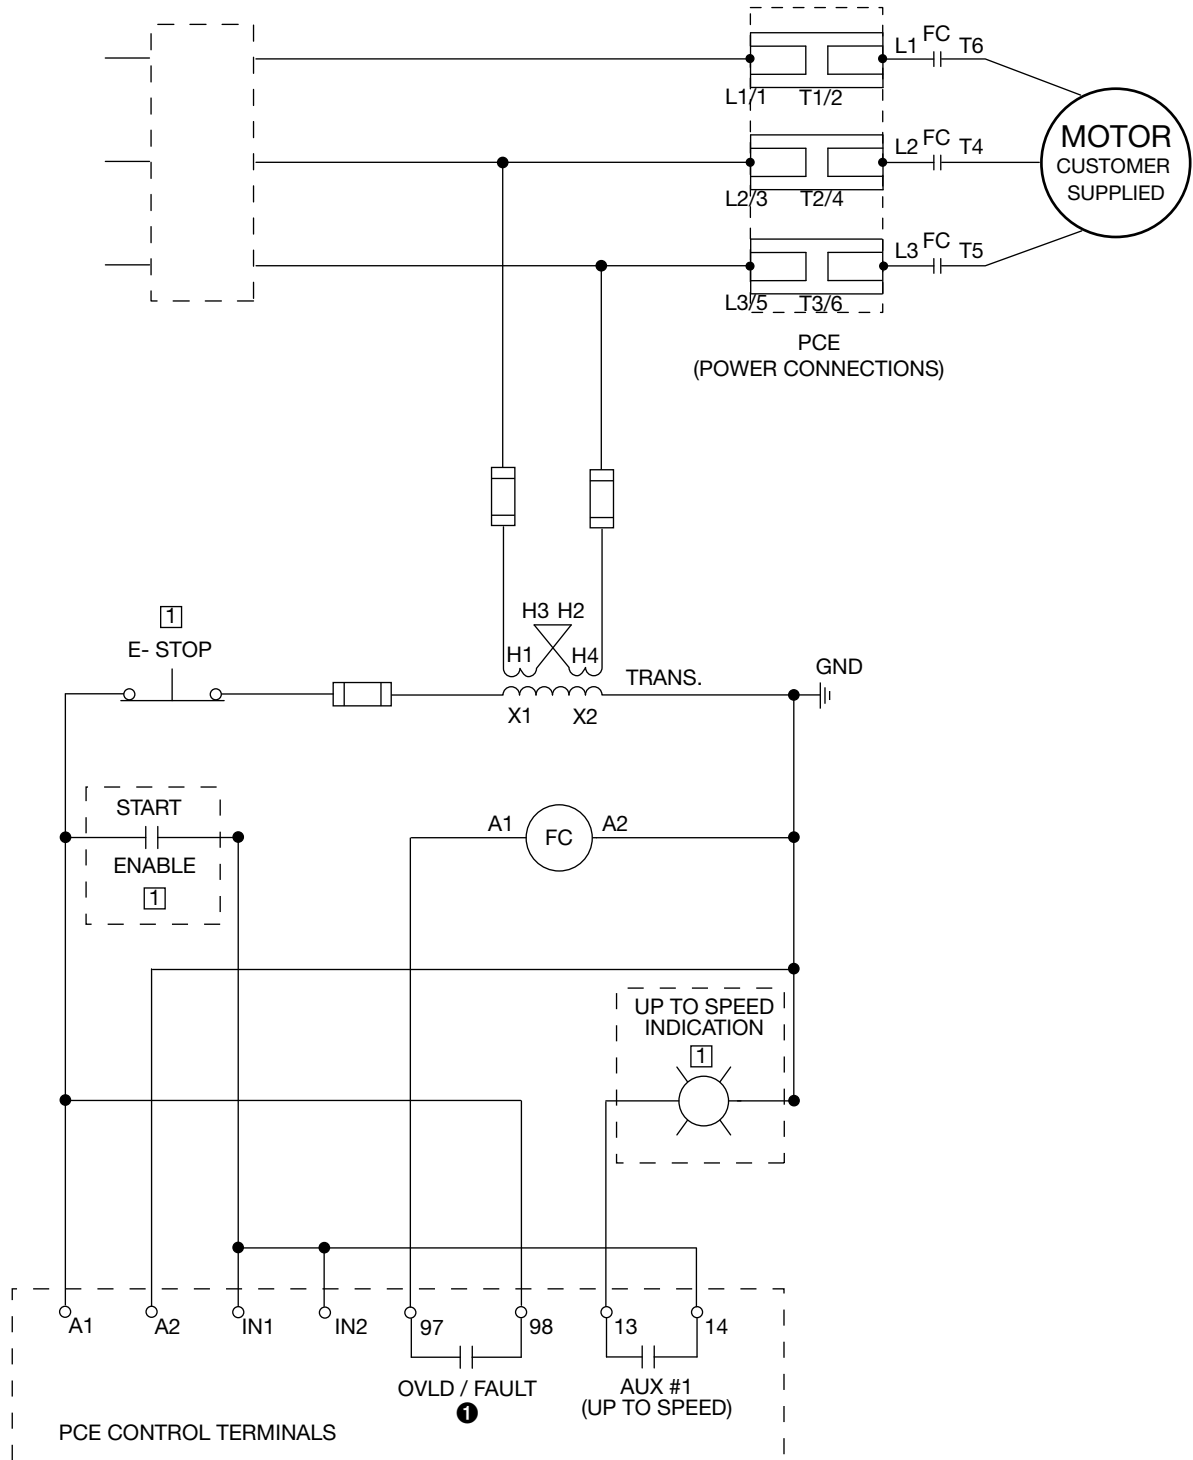 L1 FC T6
L1/1 T1/2
MOTOR
CUSTOMER
SUPPLIED
L2 FC T4
L2/3 T2/4
L3 FC T5
L3/5 T3/6
PCE
(POWER CONNECTIONS)
1
E- STOP
H3 H2
H1 H4
TRANS.
GND
X1 X2
START
ENABLE
1
A1 FC A2
UP TO SPEED
INDICATION
1
A1 A2 IN1 IN2 97 98 13 14
OVLD / FAULT
1
AUX #1
(UP TO SPEED)
PCE CONTROL TERMINALS